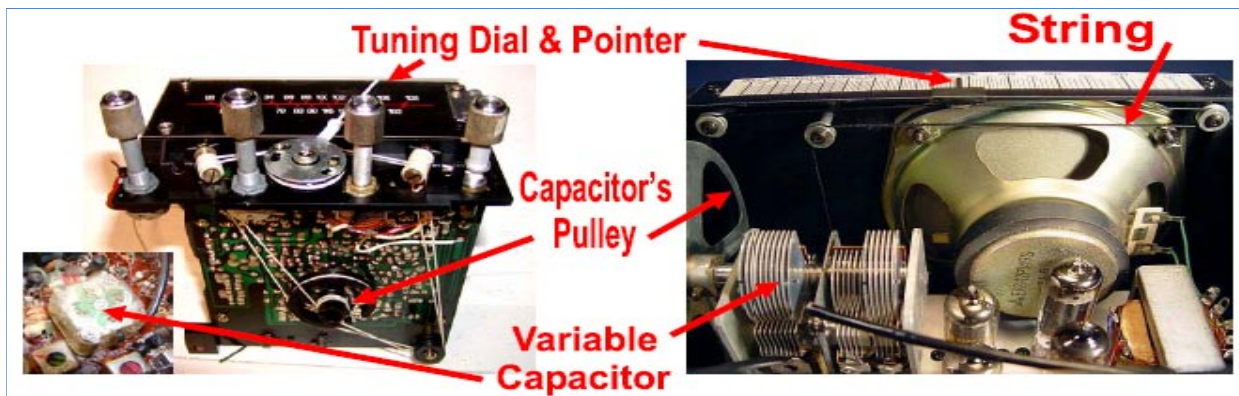 Tuning Dial & Pointer
String
Capacitor's
Pulley
Variable
Capacitor